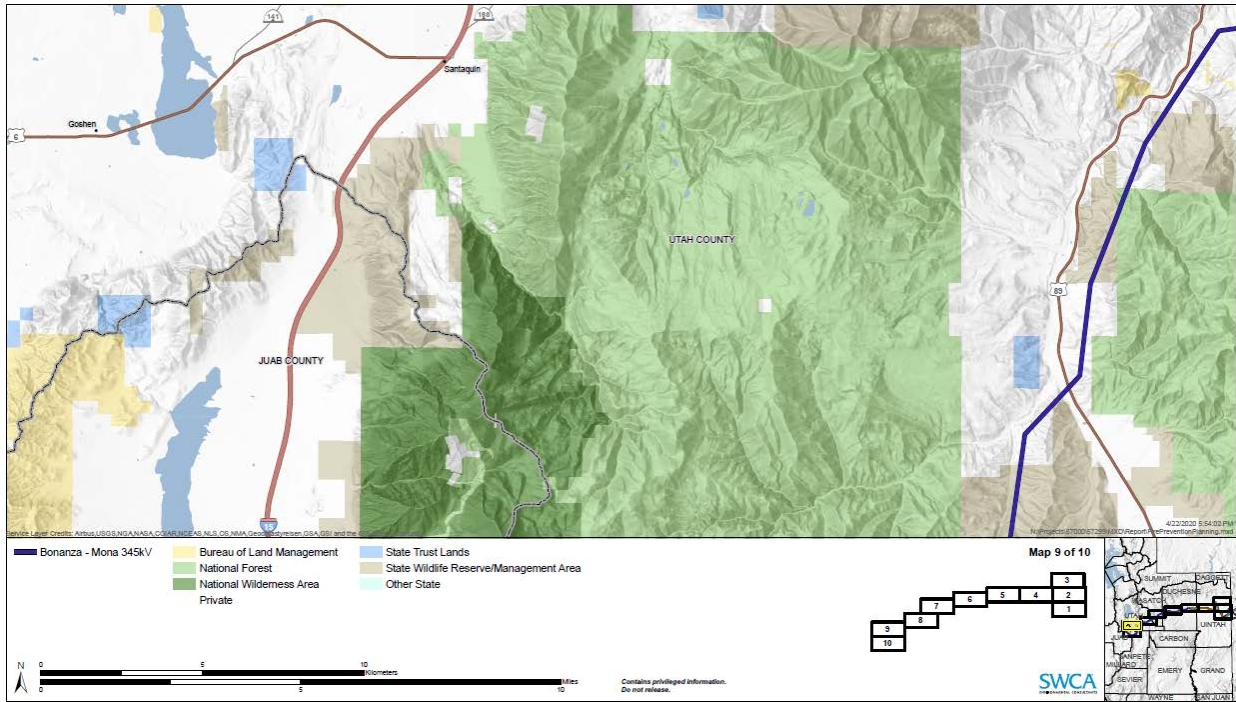 141
198
Santaquin
Goshen
6
UTAH COUNTY
89
JUAB COUNTY
15
4/22/2020 5:54:02 PM
Bonanza - Mona 345kV
Bureau of Land Management
National Forest
National Wilderness Area
Private
State Trust Lands
State Wildlife Reserve/Management Area
Other State
Map 9 of 10
3
7 6 5 4 2
9 8 1
10
SUMMIT DAGGETT
DUCHESNE
WASATCH
UTAH
UINTAH
JUAB
CARBON
SANPETE
MILLARD
EMERY GRAND
SEVIER
WAYNE SAN JUAN
N
0 5 10
Kilometers
0 5 10
Miles
Contains privileged information.
Do not release.
SWCA
ENVIRONMENTAL CONSULTANTS